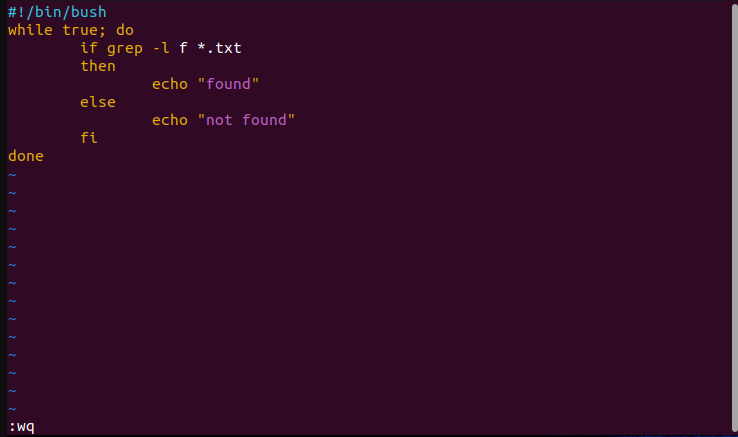 #!/bin/bush
while true; do
        if grep -l f *.txt
        then
                echo "found"
        else
                echo "not found"
        fi
done
~
~
~
~
~
~
~
~
~
~
~
~
~
~
:wq